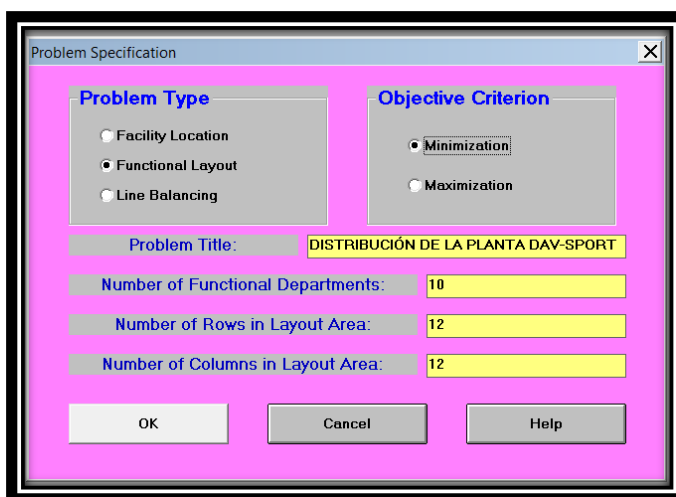 Problem Specification
Problem Type
Facility Location
Functional Layout
Line Balancing
Objective Criterion
Minimization
Maximization
Problem Title: DISTRIBUCIÓN DE LA PLANTA DAV-SPORT
Number of Functional Departments: 10
Number of Rows in Layout Area: 12
Number of Columns in Layout Area: 12
OK Cancel Help